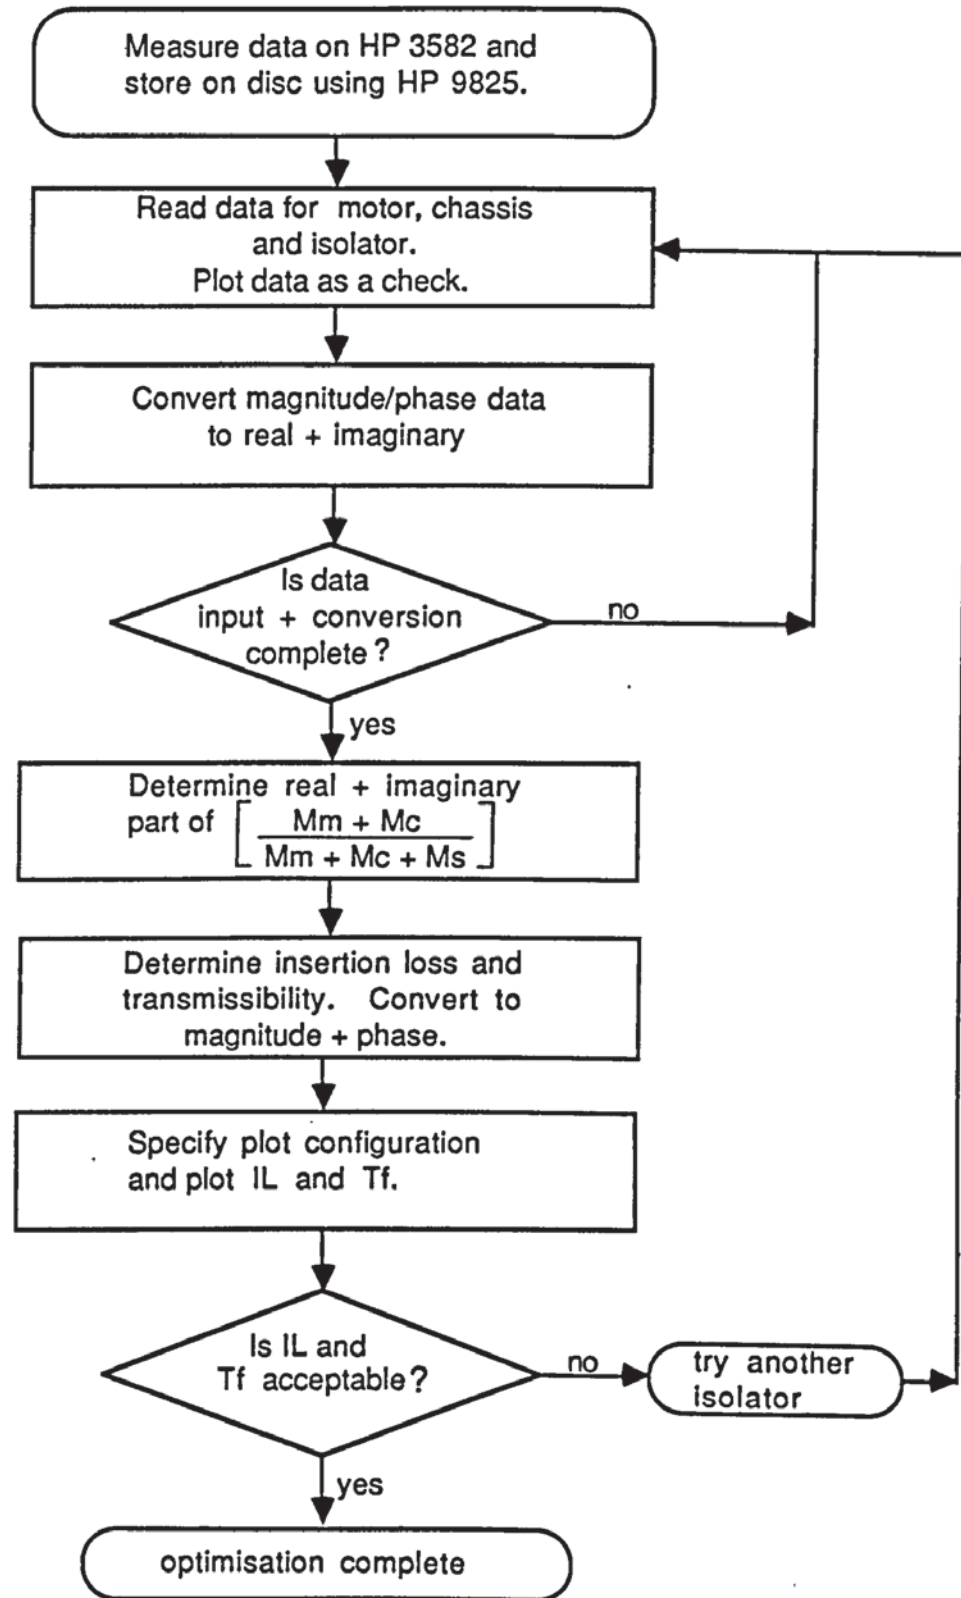 Measure data on HP 3582 and
store on disc using HP 9825.
Read data for motor, chassis
and isolator.
Plot data as a check.
Convert magnitude/phase data
to real + imaginary
Is data
input + conversion
complete ?
no
yes
Determine real + imaginary
part of [ Mm + Mc
Mm + Mc + Ms ]
Determine insertion loss and
transmissibility. Convert to
magnitude + phase.
Specify plot configuration
and plot IL and Tf.
Is IL and
Tf acceptable ?
no
try another
isolator
yes
optimisation complete